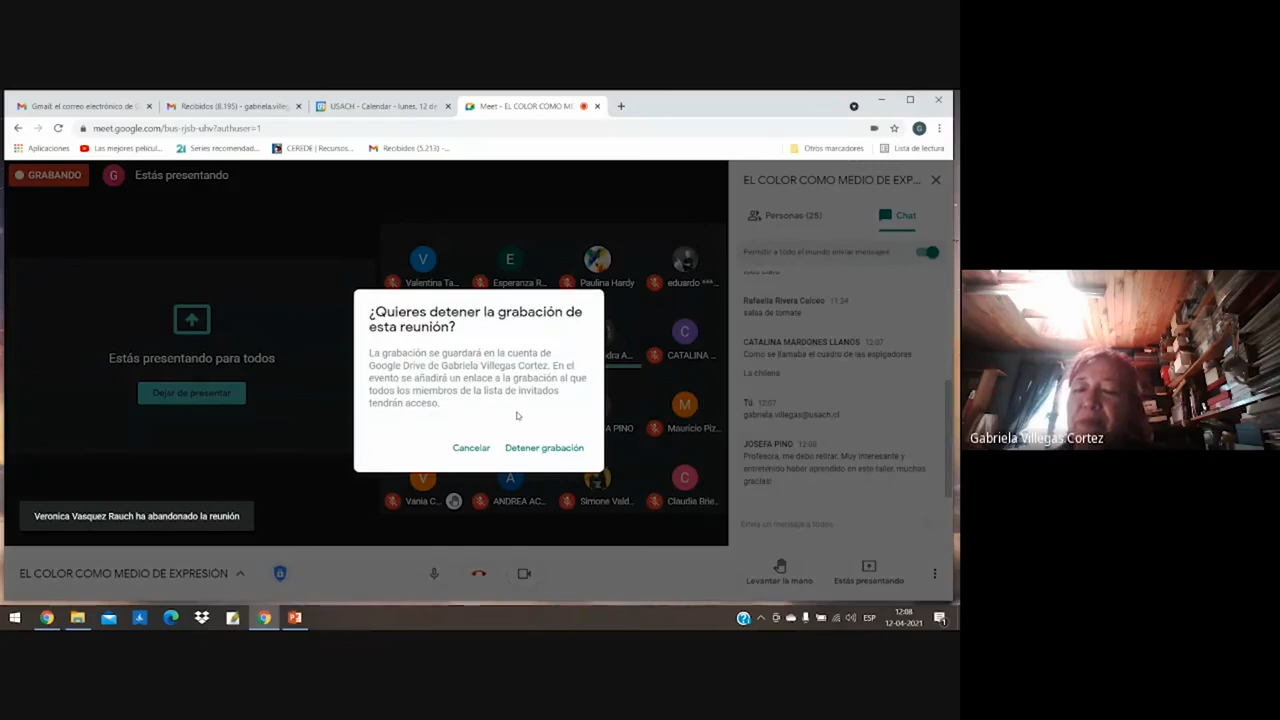 Gmail: el correo electrónico de G
Recibidos (8.195) - gabriela.villeg
USACH - Calendar - lunes, 12 de
Meet - EL COLOR COMO ME
meet.google.com/bus-rjsb-uhv?authuser=1
Aplicaciones
Las mejores películ...
Series recomendad...
CEREDE | Recursos...
Recibidos (5.213) -...
Otros marcadores
Lista de lectura
GRABANDO
G
Estás presentando
EL COLOR COMO MEDIO DE EXP...
Personas (25)
Chat
Permitir a todo el mundo enviar mensajes
V
E
Valentina Ta...
Esperanza R...
Paulina Hardy
eduardo ***...
Rafaella Rivera Calceo 11:24
salsa de tomate
¿Quieres detener la grabación de
esta reunión?
La grabación se guardará en la cuenta de
Google Drive de Gabriela Villegas Cortez. En el
evento se añadirá un enlace a la grabación al que
todos los miembros de la lista de invitados
tendrán acceso.
Cancelar
Detener grabación
Estás presentando para todos
Dejar de presentar
C
CATALINA ...
CATALINA MARDONES LLANOS 12:07
Como se llamaba el cuadro de las espigadoras
La chilena
M
PINO
Mauricio Piz...
Tú 12:07
gabriela.villegas@usach.cl
JOSEFA PINO 12:08
Profesora, me debo retirar. Muy interesante y
entretenido haber aprendido en este taller, muchas
gracias!
V
A
C
Vania C...
ANDREA AC...
Simone Vald...
Claudia Brie...
Veronica Vasquez Rauch ha abandonado la reunión
Envía un mensaje a todos
EL COLOR COMO MEDIO DE EXPRESIÓN
Levantar la mano
Estás presentando
ESP
12:08
12-04-2021
Gabriela Villegas Cortez